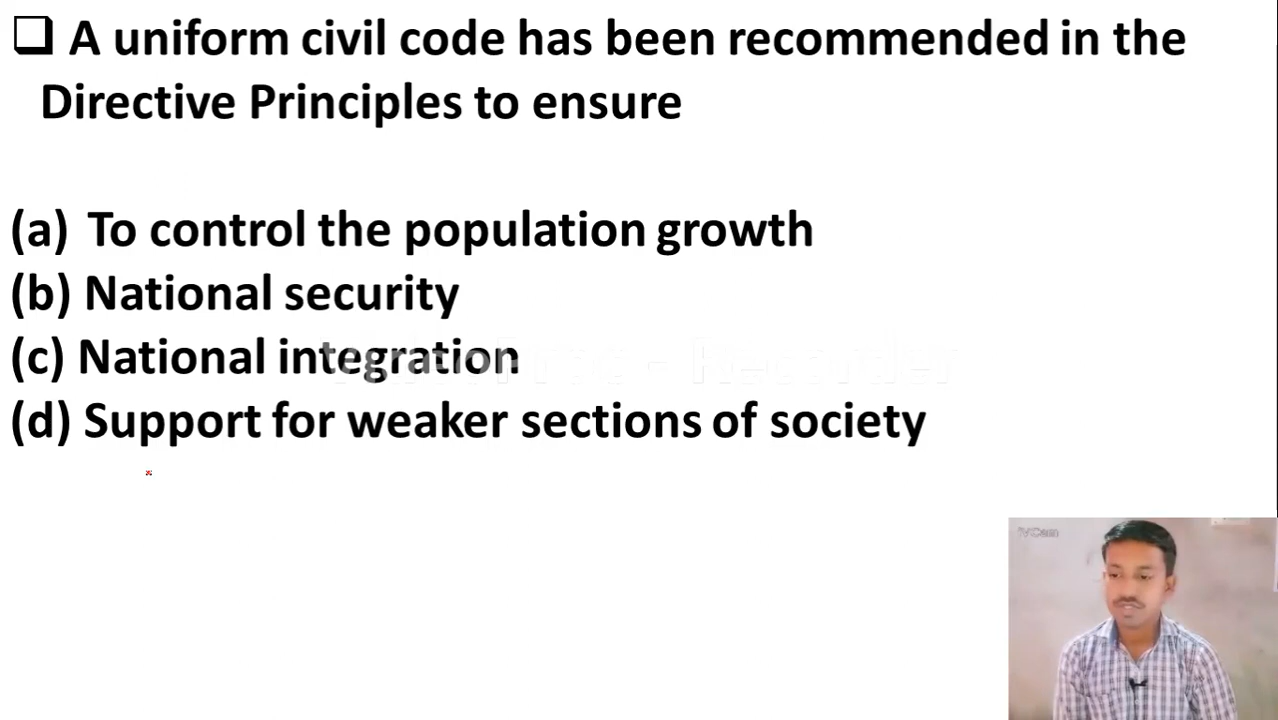 A uniform civil code has been recommended in the
Directive Principles to ensure
(a) To control the population growth
(b) National security
(c) National integration
(d) Support for weaker sections of society
iVCam